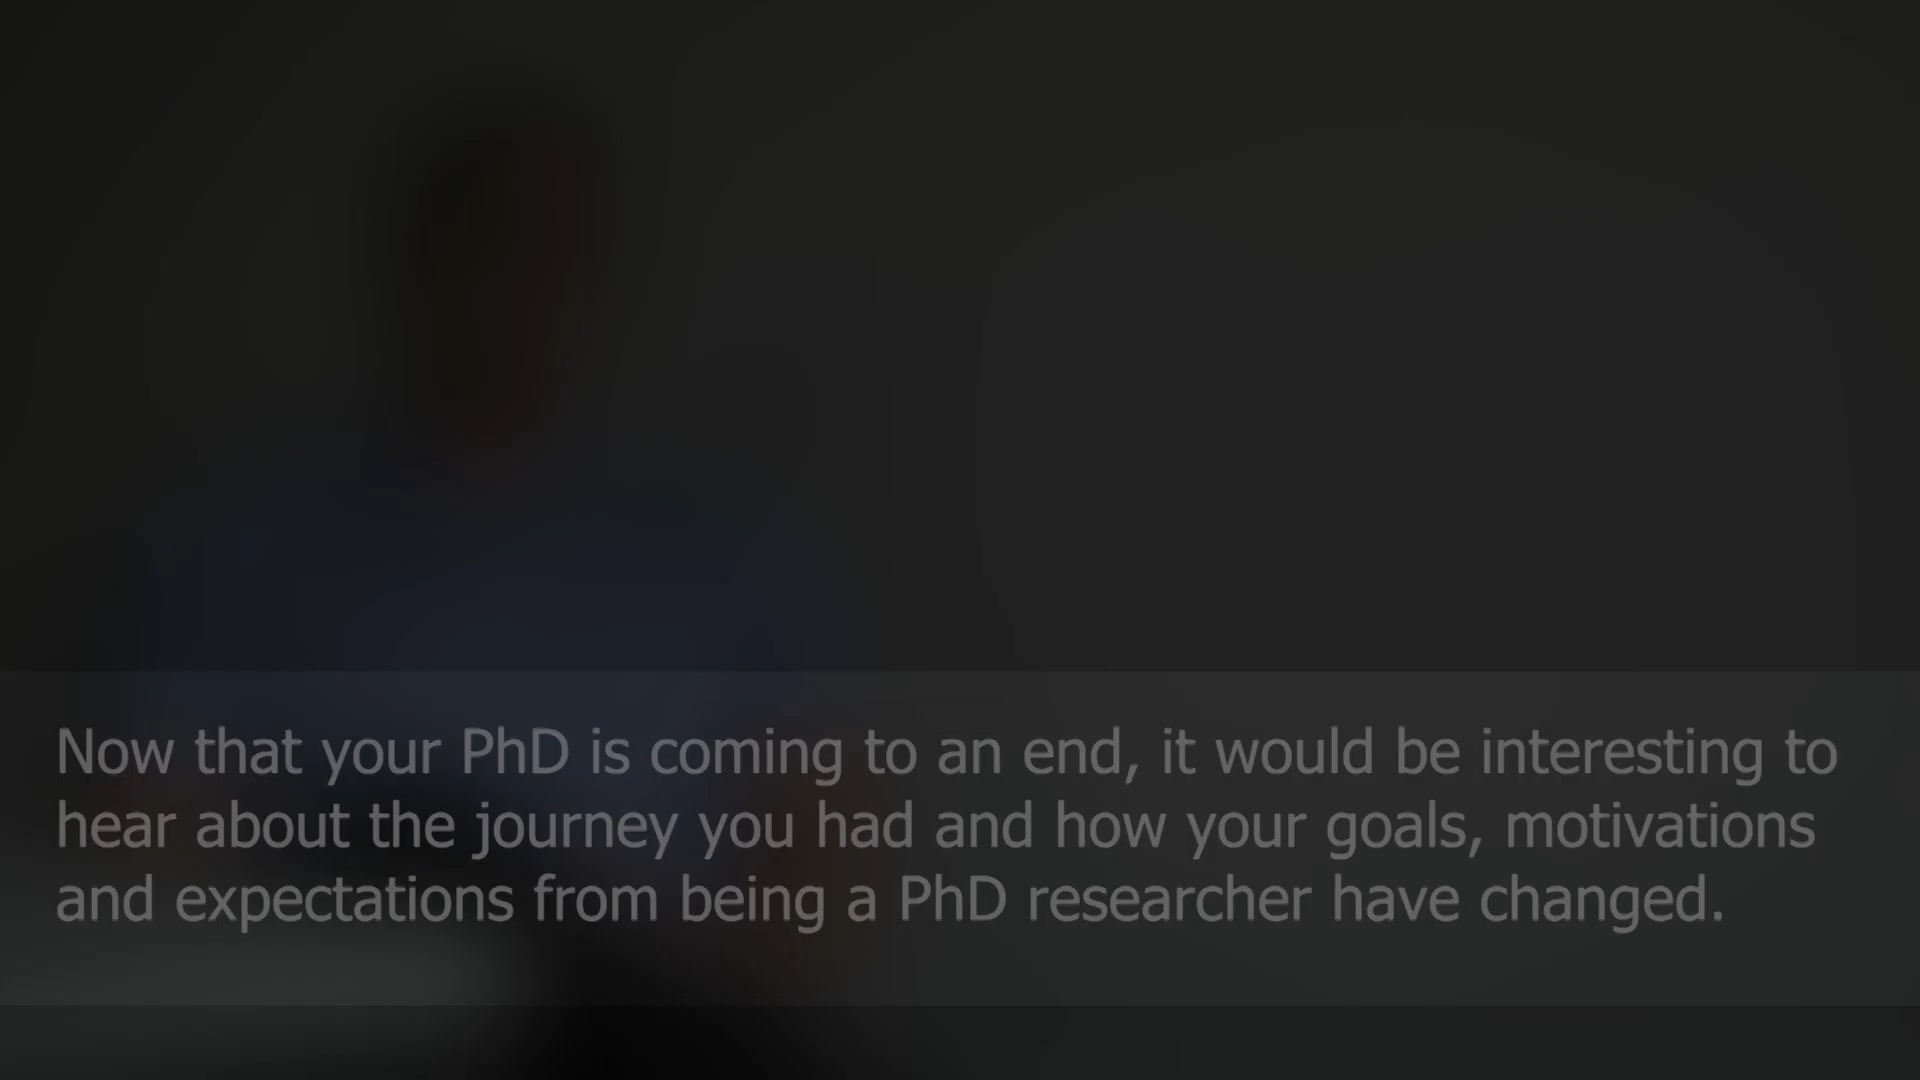 Now that your PhD is coming to an end, it would be interesting to
hear about the journey you had and how your goals, motivations
and expectations from being a PhD researcher have changed.